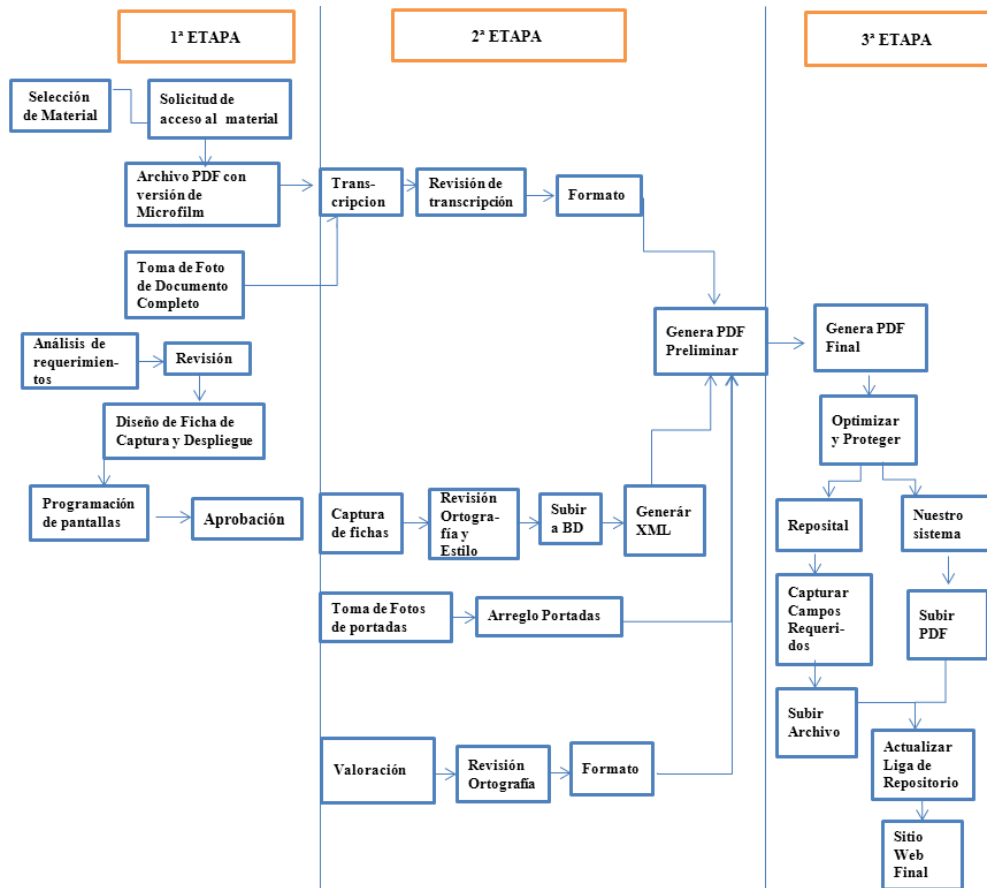 1ª ETAPA
2ª ETAPA
3ª ETAPA
Selección
de Material
Solicitud de
acceso al material
Archivo PDF con
versión de
Microfilm
Toma de Foto
de Documento
Completo
Análisis de
requerimien-
tos
Revisión
Diseño de Ficha de
Captura y Despliegue
Programación
de pantallas
Aprobación
Trans-
cripcion
Revisión de
transcripción
Formato
Genera PDF
Preliminar
Captura
de fichas
Revisión
Ortogra-
fía y
Estilo
Subir
a BD
Generár
XML
Toma de Fotos
de portadas
Arreglo Portadas
Valoración
Revisión
Ortografía
Formato
Genera PDF
Final
Optimizar
y Proteger
Reposital
Nuestro
sistema
Capturar
Campos
Requeri-
dos
Subir
PDF
Subir
Archivo
Actualizar
Liga de
Repositorio
Sitio
Web
Final